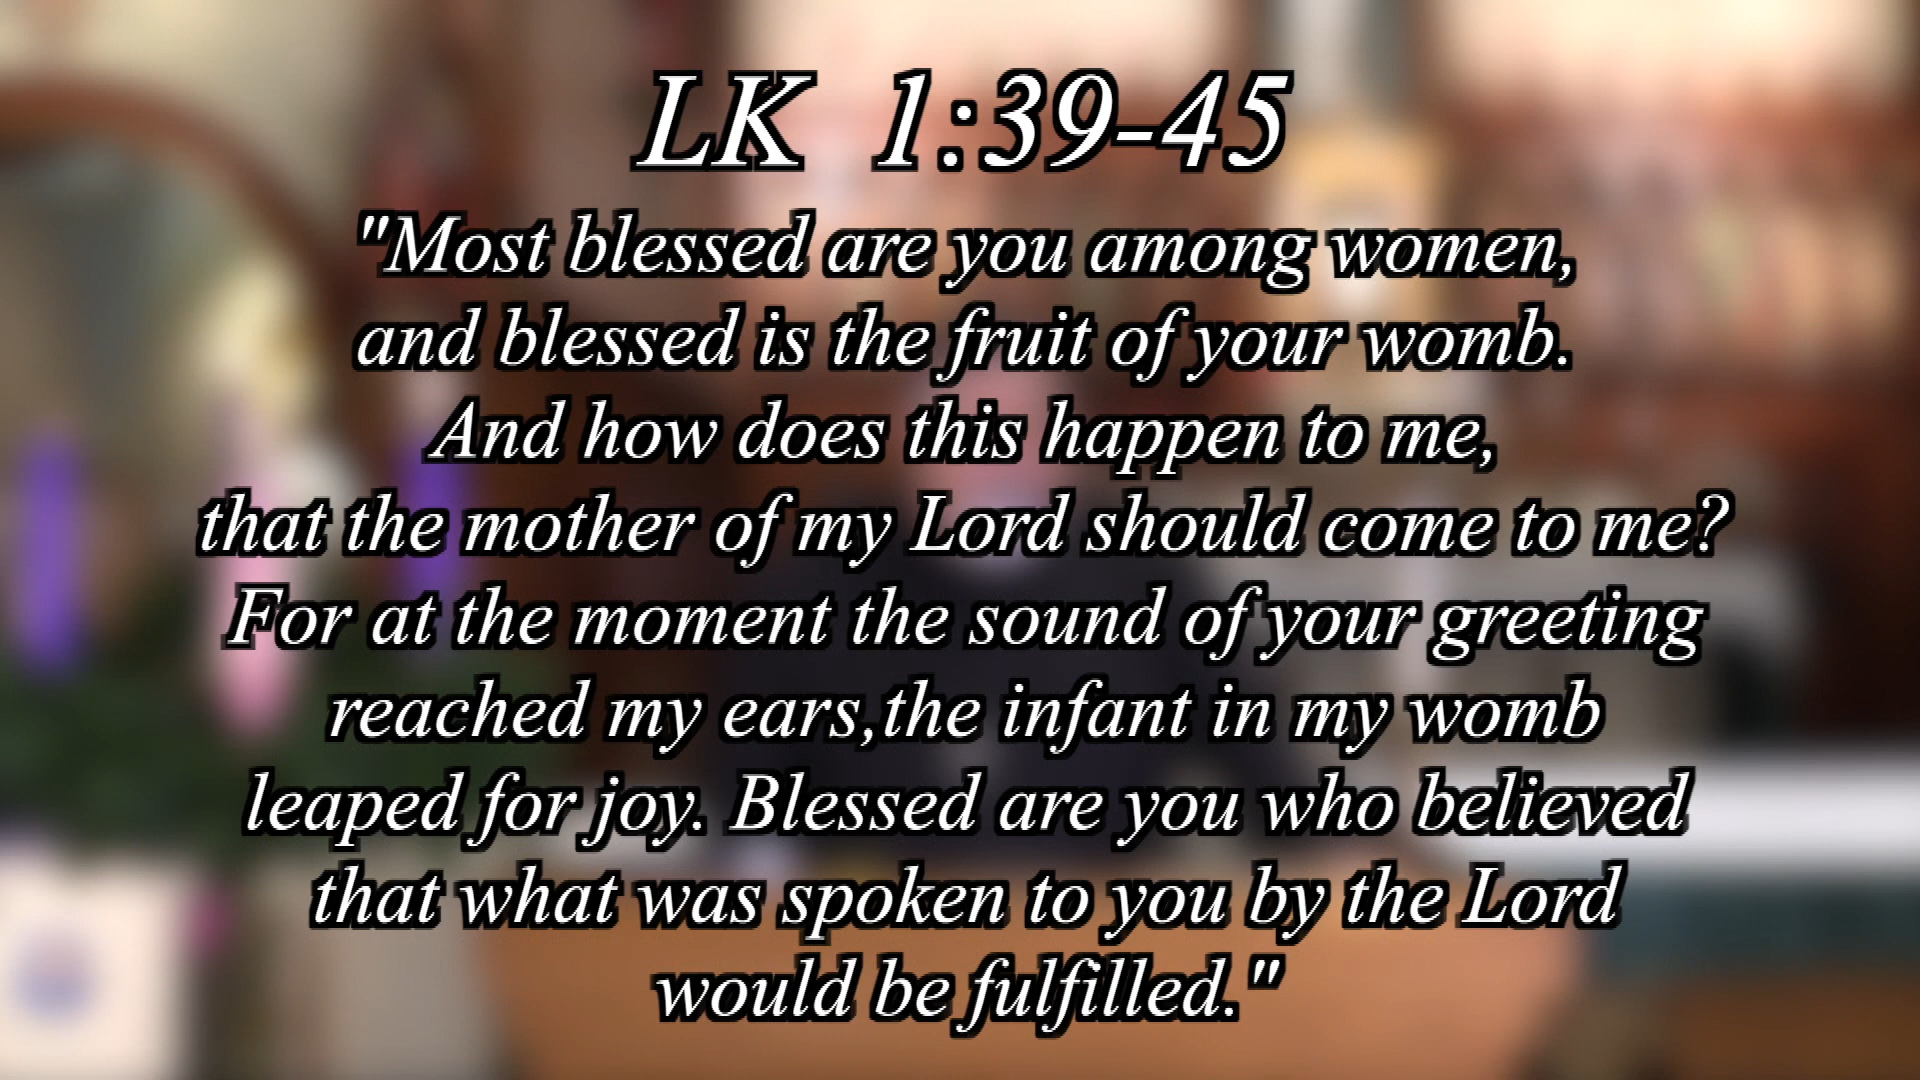 LK 1:39-45
"Most blessed are you among women,
and blessed is the fruit of your womb.
And how does this happen to me,
that the mother of my Lord should come to me?
For at the moment the sound of your greeting
reached my ears,the infant in my womb
leaped for joy. Blessed are you who believed
that what was spoken to you by the Lord
would be fulfilled."